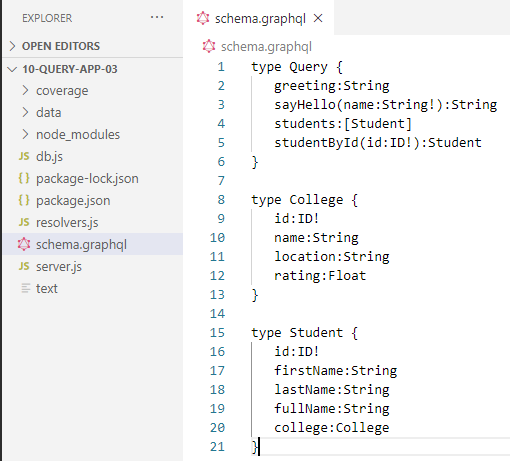 EXPLORER
OPEN EDITORS
10-QUERY-APP-03
coverage
data
node_modules
JS db.js
{} package-lock.json
{} package.json
JS resolvers.js
schema.graphql
JS server.js
text
schema.graphql
schema.graphql
1 type Query {
2 greeting:String
3 sayHello(name:String!):String
4 students:[Student]
5 studentById(id:ID!):Student
6 }
7
8 type College {
9 id:ID!
10 name:String
11 location:String
12 rating:Float
13 }
14
15 type Student {
16 id:ID!
17 firstName:String
18 lastName:String
19 fullName:String
20 college:College
21 }